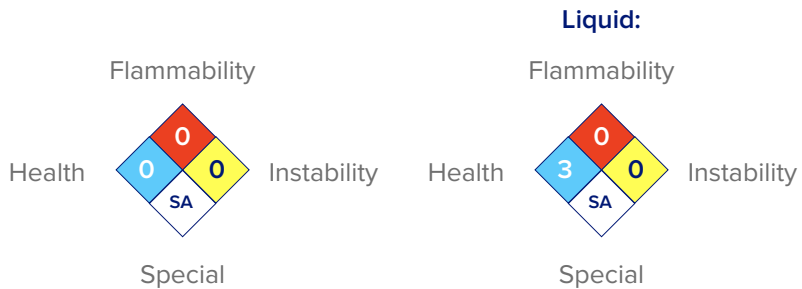 Liquid:
Flammability
Flammability
0
0
Health
0
0
Instability
Health
3
0
Instability
SA
SA
Special
Special